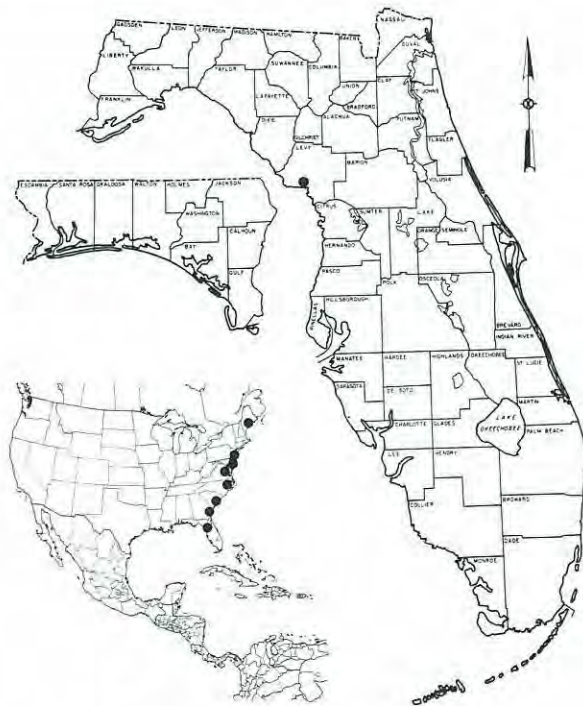 NASSAU
GADSDEN
LEON
JEFFERSON
MADISON
HAMILTON
BAKER
DUVAL
LIBERTY
WAKULLA
TAYLOR
SUWANNEE
COLUMBIA
UNION
CLAY
ST JOHNS
FRANKLIN
LAFAYETTE
BRADFORD
PUTNAM
DIXIE
GILCHRIST
ALACHUA
FLAGLER
LEVY
MARION
VOLUSIA
ESCAMBIA
SANTA ROSA
OKALOOSA
WALTON
HOLMES
JACKSON
WASHINGTON
BAY
CALHOUN
GULF
CITRUS
SUMTER
LAKE
HERNANDO
ORANGE
SEMINOLE
PASCO
POLK
OSCEOLA
BREVARD
PINELLAS
HILLSBOROUGH
INDIAN RIVER
MANATEE
HARDEE
HIGHLANDS
OKEECHOBEE
ST LUCIE
SARASOTA
DE SOTO
MARTIN
CHARLOTTE
GLADES
LAKE
OKEECHOBEE
PALM BEACH
LEE
HENDRY
COLLIER
BROWARD
DADE
MONROE